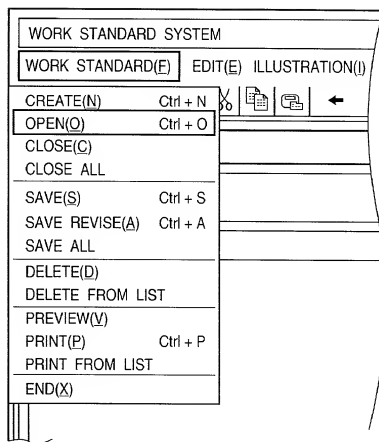 WORK STANDARD SYSTEM
WORK STANDARD(F) EDIT(E) ILLUSTRATION(I)
CREATE(N) Ctrl + N
OPEN(O) Ctrl + O
CLOSE(C)
CLOSE ALL
SAVE(S) Ctrl + S
SAVE REVISE(A) Ctrl + A
SAVE ALL
DELETE(D)
DELETE FROM LIST
PREVIEW(V)
PRINT(P) Ctrl + P
PRINT FROM LIST
END(X)